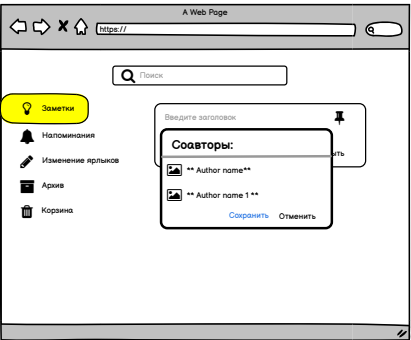 A Web Page
https://
Поиск
Заметки
Напоминания
Изменение ярлыков
Архив
Корзина
Введите заголовок
ыть
Соавторы:
** Author name**
** Author name 1 **
Сохранить Отменить